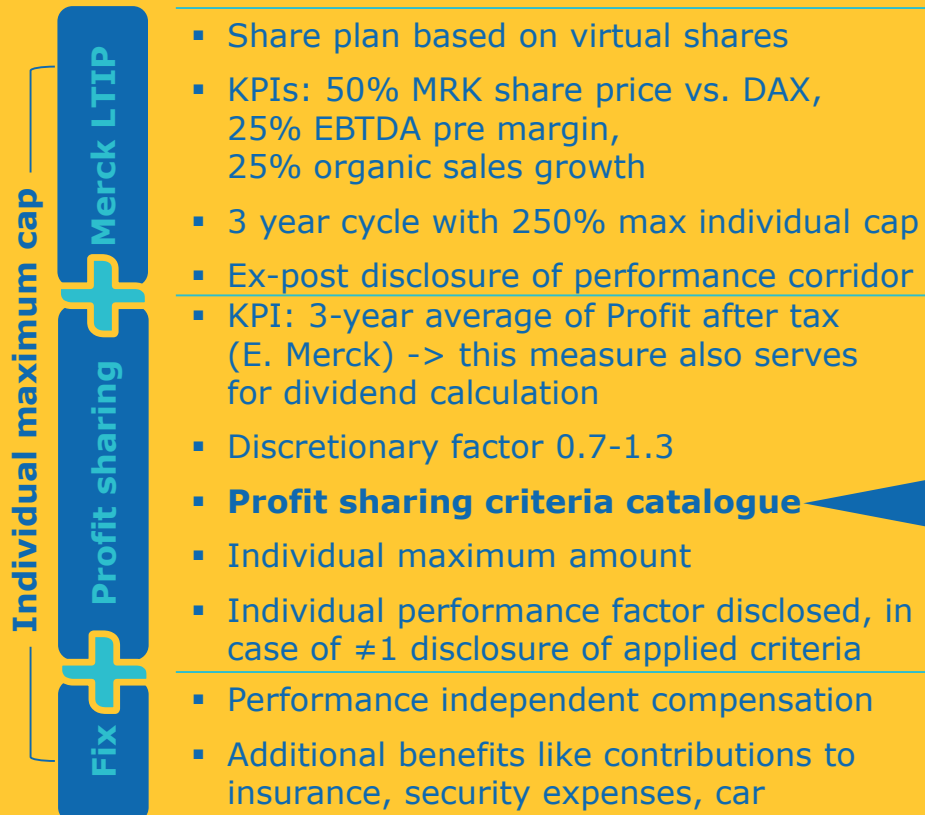 Individual maximum cap
Merck LTIP
▪ Share plan based on virtual shares
▪ KPIs: 50% MRK share price vs. DAX,
25% EBTDA pre margin,
25% organic sales growth
▪ 3 year cycle with 250% max individual cap
▪ Ex-post disclosure of performance corridor
Profit sharing
▪ KPI: 3-year average of Profit after tax
(E. Merck) -> this measure also serves
for dividend calculation
▪ Discretionary factor 0.7-1.3
▪ Profit sharing criteria catalogue
▪ Individual maximum amount
▪ Individual performance factor disclosed, in
case of ≠1 disclosure of applied criteria
Fix
▪ Performance independent compensation
▪ Additional benefits like contributions to
insurance, security expenses, car